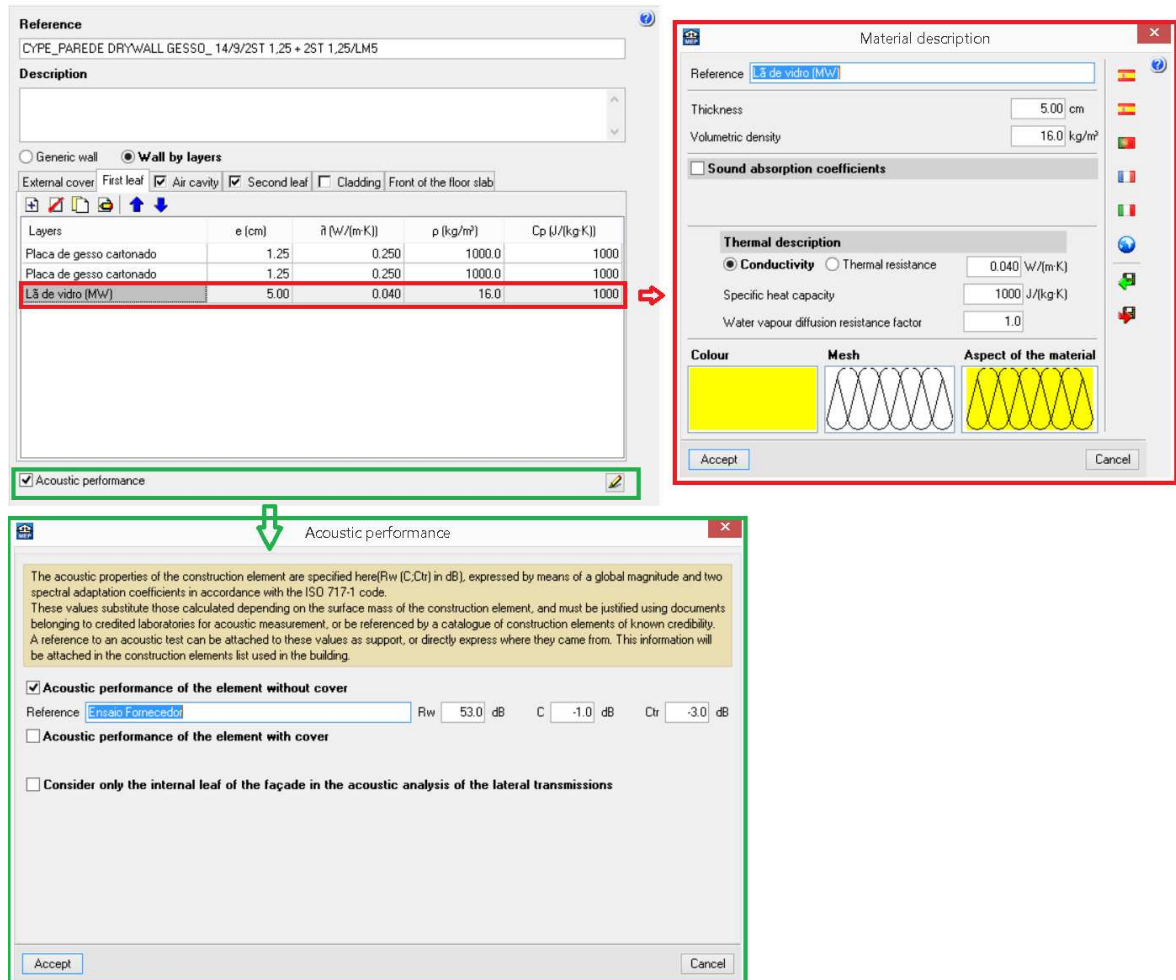 Reference
CYPE_PAREDE DRYWALL GESSO_ 14/9/2ST 1,25 + 2ST 1,25/LM5
Description
Generic wall Wall by layers
External cover First leaf Air cavity Second leaf Cladding Front of the floor slab
Layers e (cm) λ (W/(m·K)) ρ (kg/m³) Cp (J/(kg·K))
Placa de gesso cartonado 1.25 0.250 1000.0 1000
Placa de gesso cartonado 1.25 0.250 1000.0 1000
Lã de vidro (MW) 5.00 0.040 16.0 1000
Acoustic performance
MEP Material description
Reference Lã de vidro (MW)
Thickness 5.00 cm
Volumetric density 16.0 kg/m³
Sound absorption coefficients
Thermal description
Conductivity Thermal resistance 0.040 W/(m·K)
Specific heat capacity 1000 J/(kg·K)
Water vapour diffusion resistance factor 1.0
Colour Mesh Aspect of the material
Accept Cancel
MEP Acoustic performance
The acoustic properties of the construction element are specified here(Rw (C;Ctr) in dB), expressed by means of a global magnitude and two
spectral adaptation coefficients in accordance with the ISO 717-1 code.
These values substitute those calculated depending on the surface mass of the construction element, and must be justified using documents
belonging to credited laboratories for acoustic measurement, or be referenced by a catalogue of construction elements of known credibility.
A reference to an acoustic test can be attached to these values as support, or directly express where they came from. This information will
be attached in the construction elements list used in the building.
Acoustic performance of the element without cover
Reference Ensaio Fornecedor Rw 53.0 dB C -1.0 dB Ctr -3.0 dB
Acoustic performance of the element with cover
Consider only the internal leaf of the façade in the acoustic analysis of the lateral transmissions
Accept Cancel